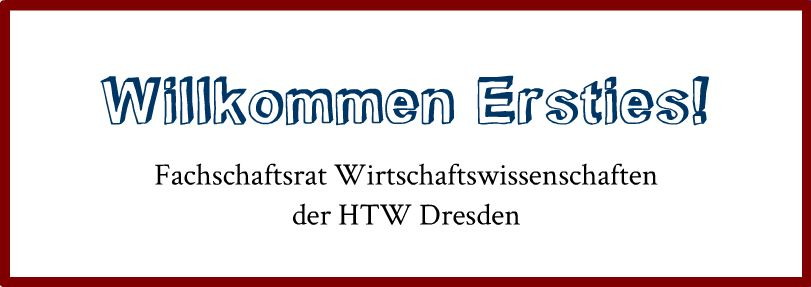 Willkommen Ersties!
Fachschaftsrat Wirtschaftswissenschaften
der HTW Dresden